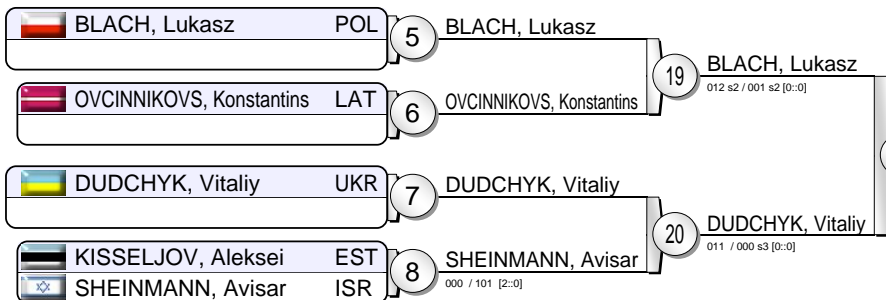 BLACH, Lukasz POL
5
BLACH, Lukasz
19
BLACH, Lukasz
012 s2 / 001 s2 [0::0]
OVCINNIKOVS, Konstantins LAT
6
OVCINNIKOVS, Konstantins
DUDCHYK, Vitaliy UKR
7
DUDCHYK, Vitaliy
20
DUDCHYK, Vitaliy
011 / 000 s3 [0::0]
KISSELJOV, Aleksei EST
8
SHEINMANN, Avisar
000 / 101 [2::0]
SHEINMANN, Avisar ISR